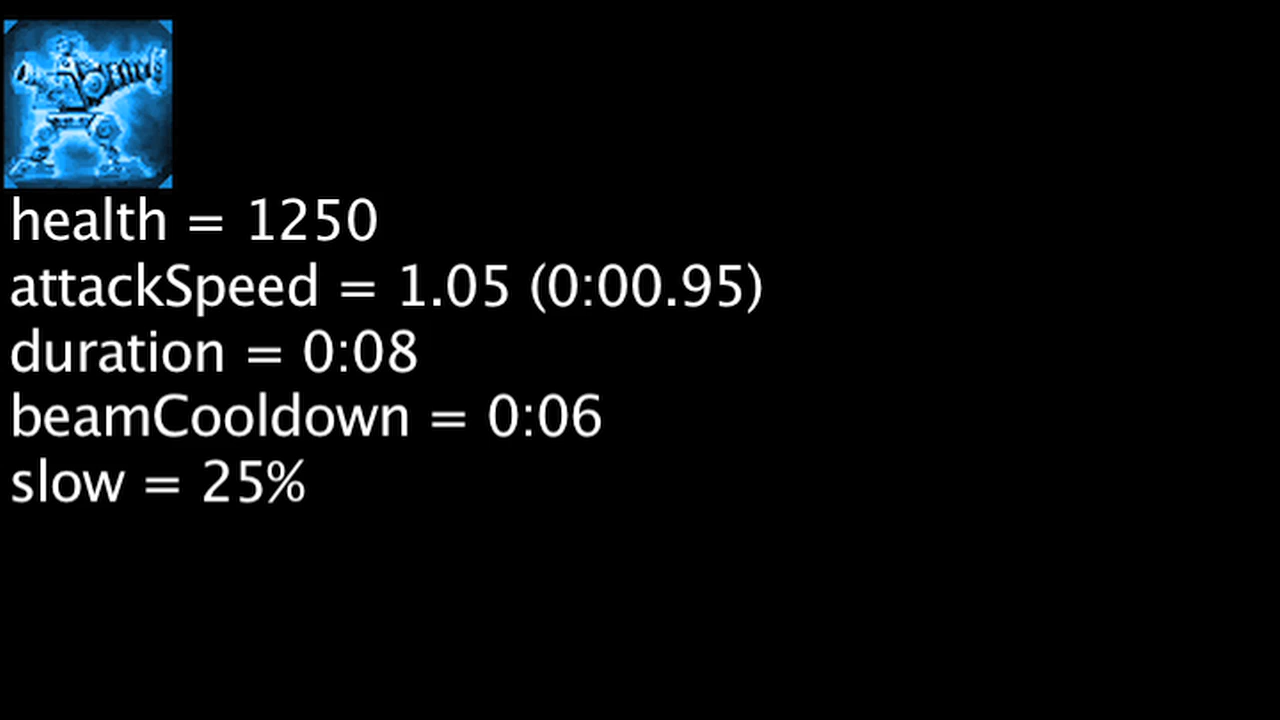 health = 1250
attackSpeed = 1.05 (0:00.95)
duration = 0:08
beamCooldown = 0:06
slow = 25%